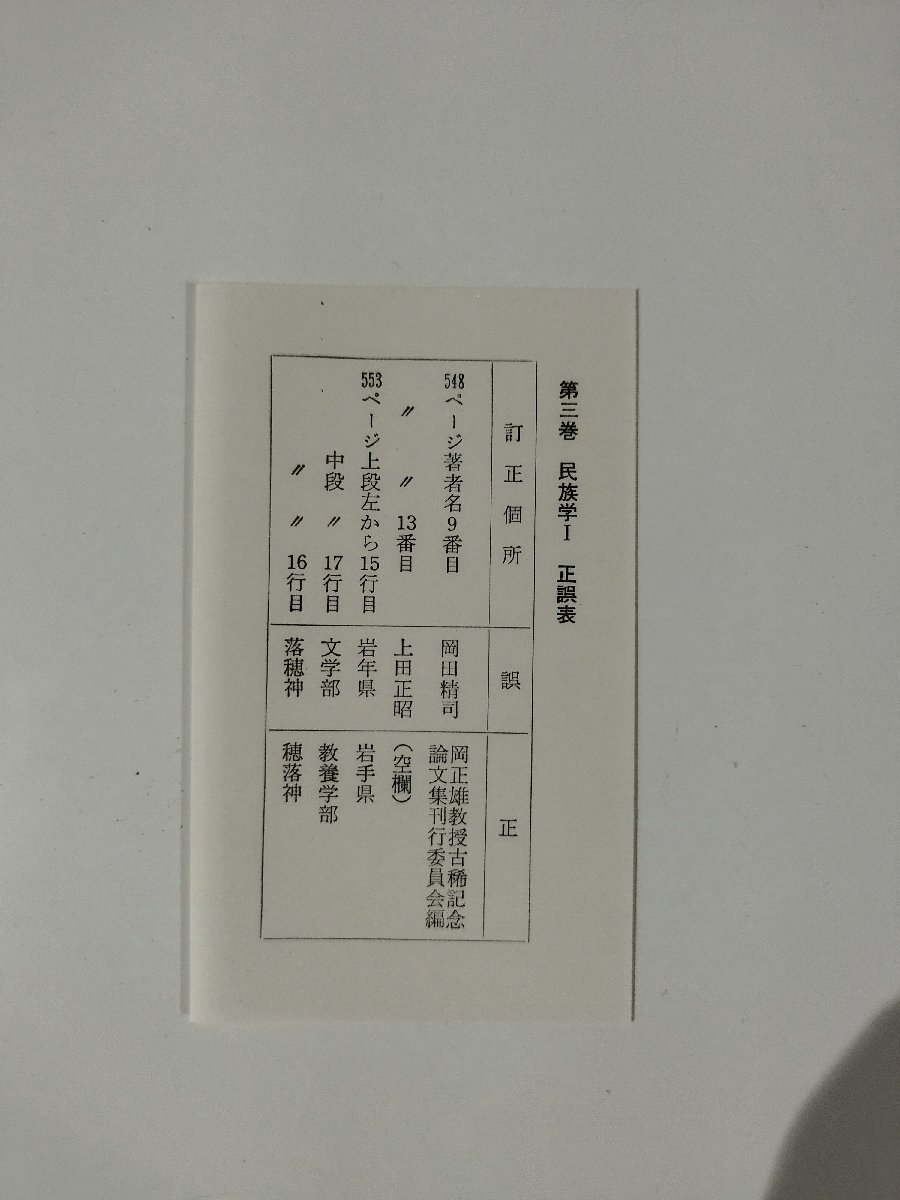 第三巻　民族学Ⅰ　正誤表
訂正個所　誤　正
548ページ著者名9番目　岡田精司　岡正雄教授古稀記念
論文集刊行委員会編
〃　〃　13番目　上田正昭　（空欄）
553ページ上段左から15行目　岩年県　岩手県
中段　〃　17行目　文学部　教養学部
〃　〃　16行目　落穂神　穂落神